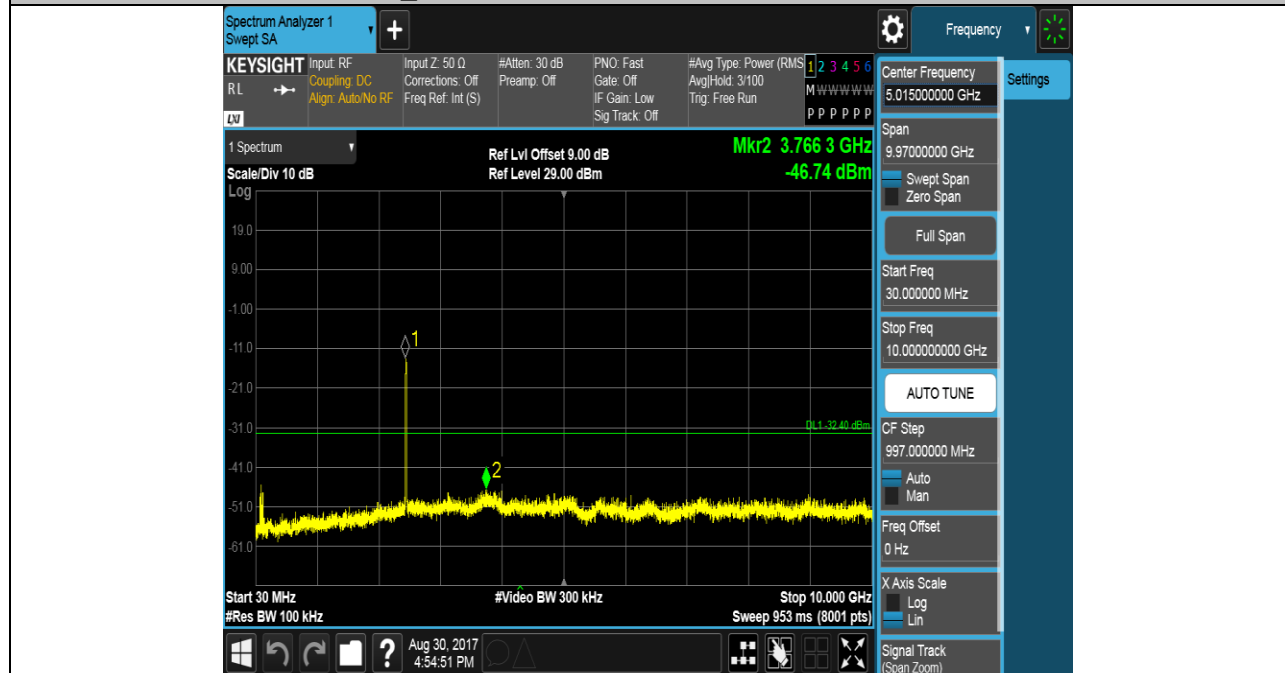 Spectrum Analyzer 1
Swept SA
+
Frequency
KEYSIGHT
RL
LXI
Input: RF
Coupling: DC
Align: Auto/No RF
Input Z: 50 Ω
Corrections: Off
Freq Ref: Int (S)
#Atten: 30 dB
Preamp: Off
PNO: Fast
Gate: Off
IF Gain: Low
Sig Track: Off
#Avg Type: Power (RMS
Avg|Hold: 3/100
Trig: Free Run
1 2 3 4 5 6
M W W W W W
P P P P P P
1 Spectrum
Scale/Div 10 dB
Log
Ref Lvl Offset 9.00 dB
Ref Level 29.00 dBm
Mkr2 3.766 3 GHz
-46.74 dBm
19.0
9.00
-1.00
-11.0
-21.0
-31.0
-41.0
-51.0
-61.0
1
2
DL1 -32.40 dBm
Start 30 MHz
#Res BW 100 kHz
#Video BW 300 kHz
Stop 10.000 GHz
Sweep 953 ms (8001 pts)
?
Aug 30, 2017
4:54:51 PM
Center Frequency
5.015000000 GHz
Settings
Span
9.97000000 GHz
Swept Span
Zero Span
Full Span
Start Freq
30.000000 MHz
Stop Freq
10.000000000 GHz
AUTO TUNE
CF Step
997.000000 MHz
Auto
Man
Freq Offset
0 Hz
X Axis Scale
Log
Lin
Signal Track
(Span Zoom)